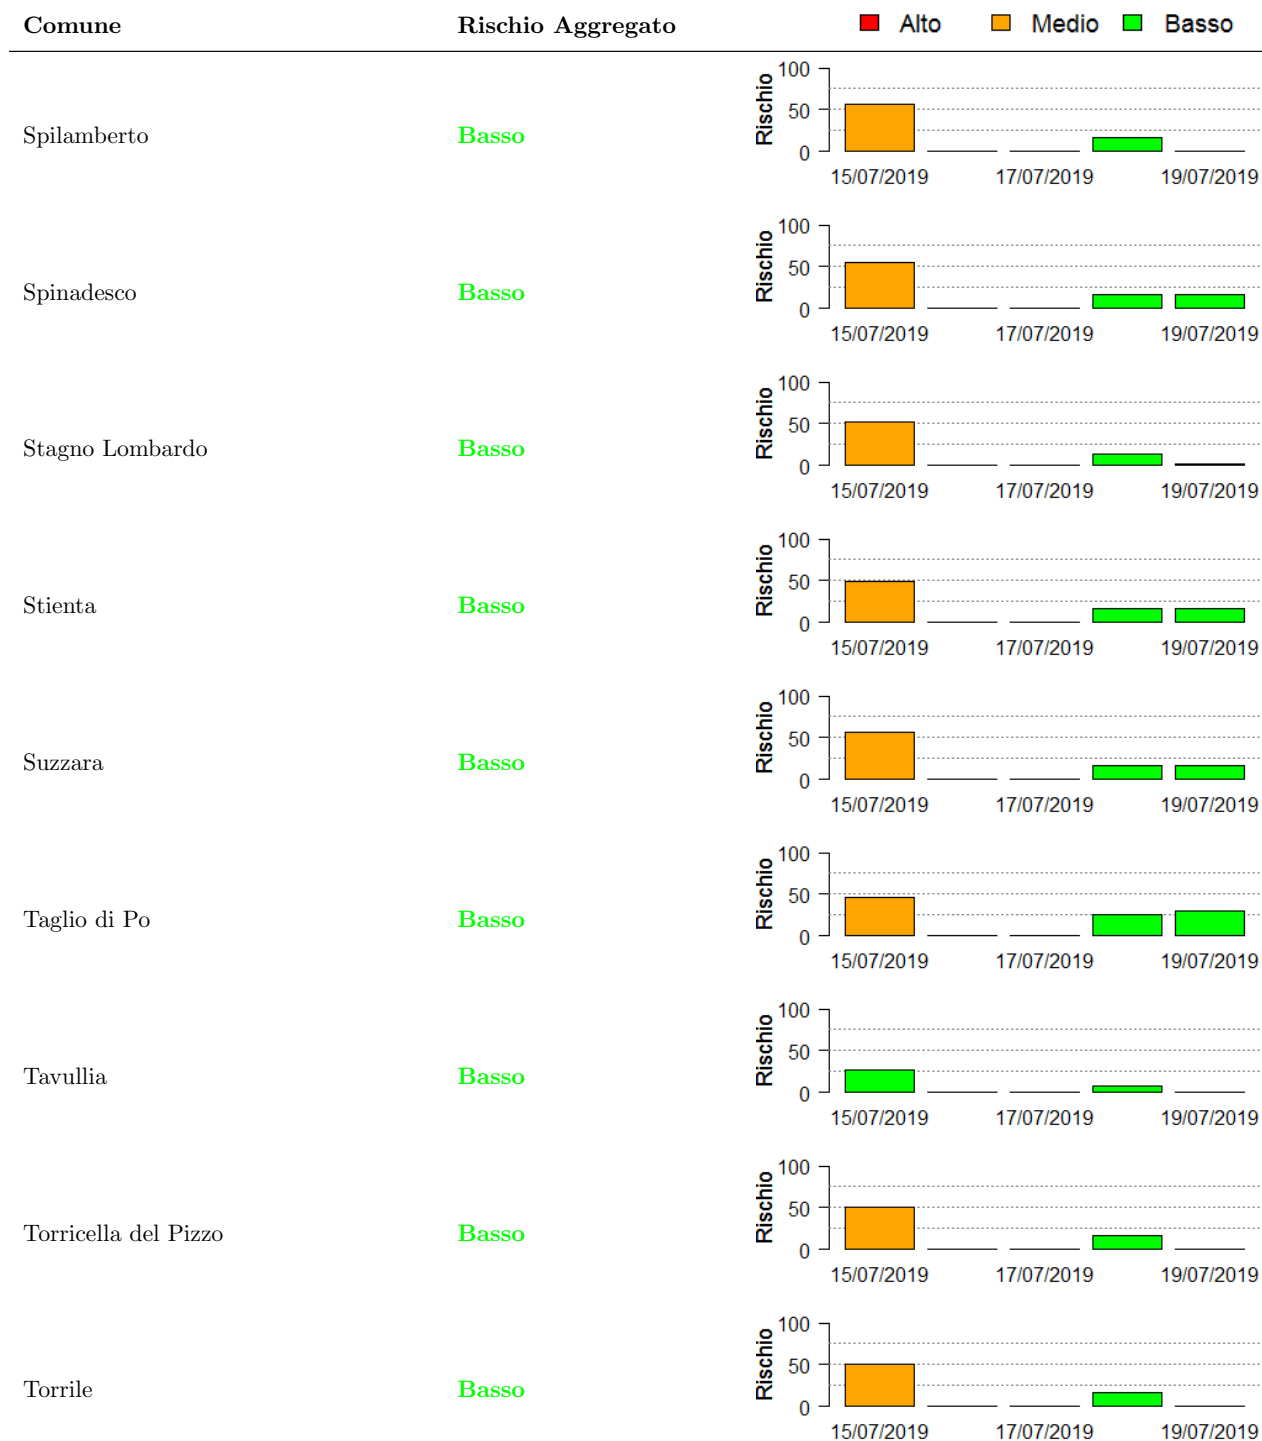 Comune Rischio Aggregato Alto Medio Basso
Spilamberto Basso Rischio 100 50 0
15/07/2019 17/07/2019 19/07/2019
Spinadesco Basso Rischio 100 50 0
15/07/2019 17/07/2019 19/07/2019
Stagno Lombardo Basso Rischio 100 50 0
15/07/2019 17/07/2019 19/07/2019
Stienta Basso Rischio 100 50 0
15/07/2019 17/07/2019 19/07/2019
Suzzara Basso Rischio 100 50 0
15/07/2019 17/07/2019 19/07/2019
Taglio di Po Basso Rischio 100 50 0
15/07/2019 17/07/2019 19/07/2019
Tavullia Basso Rischio 100 50 0
15/07/2019 17/07/2019 19/07/2019
Torricella del Pizzo Basso Rischio 100 50 0
15/07/2019 17/07/2019 19/07/2019
Torrile Basso Rischio 100 50 0
15/07/2019 17/07/2019 19/07/2019